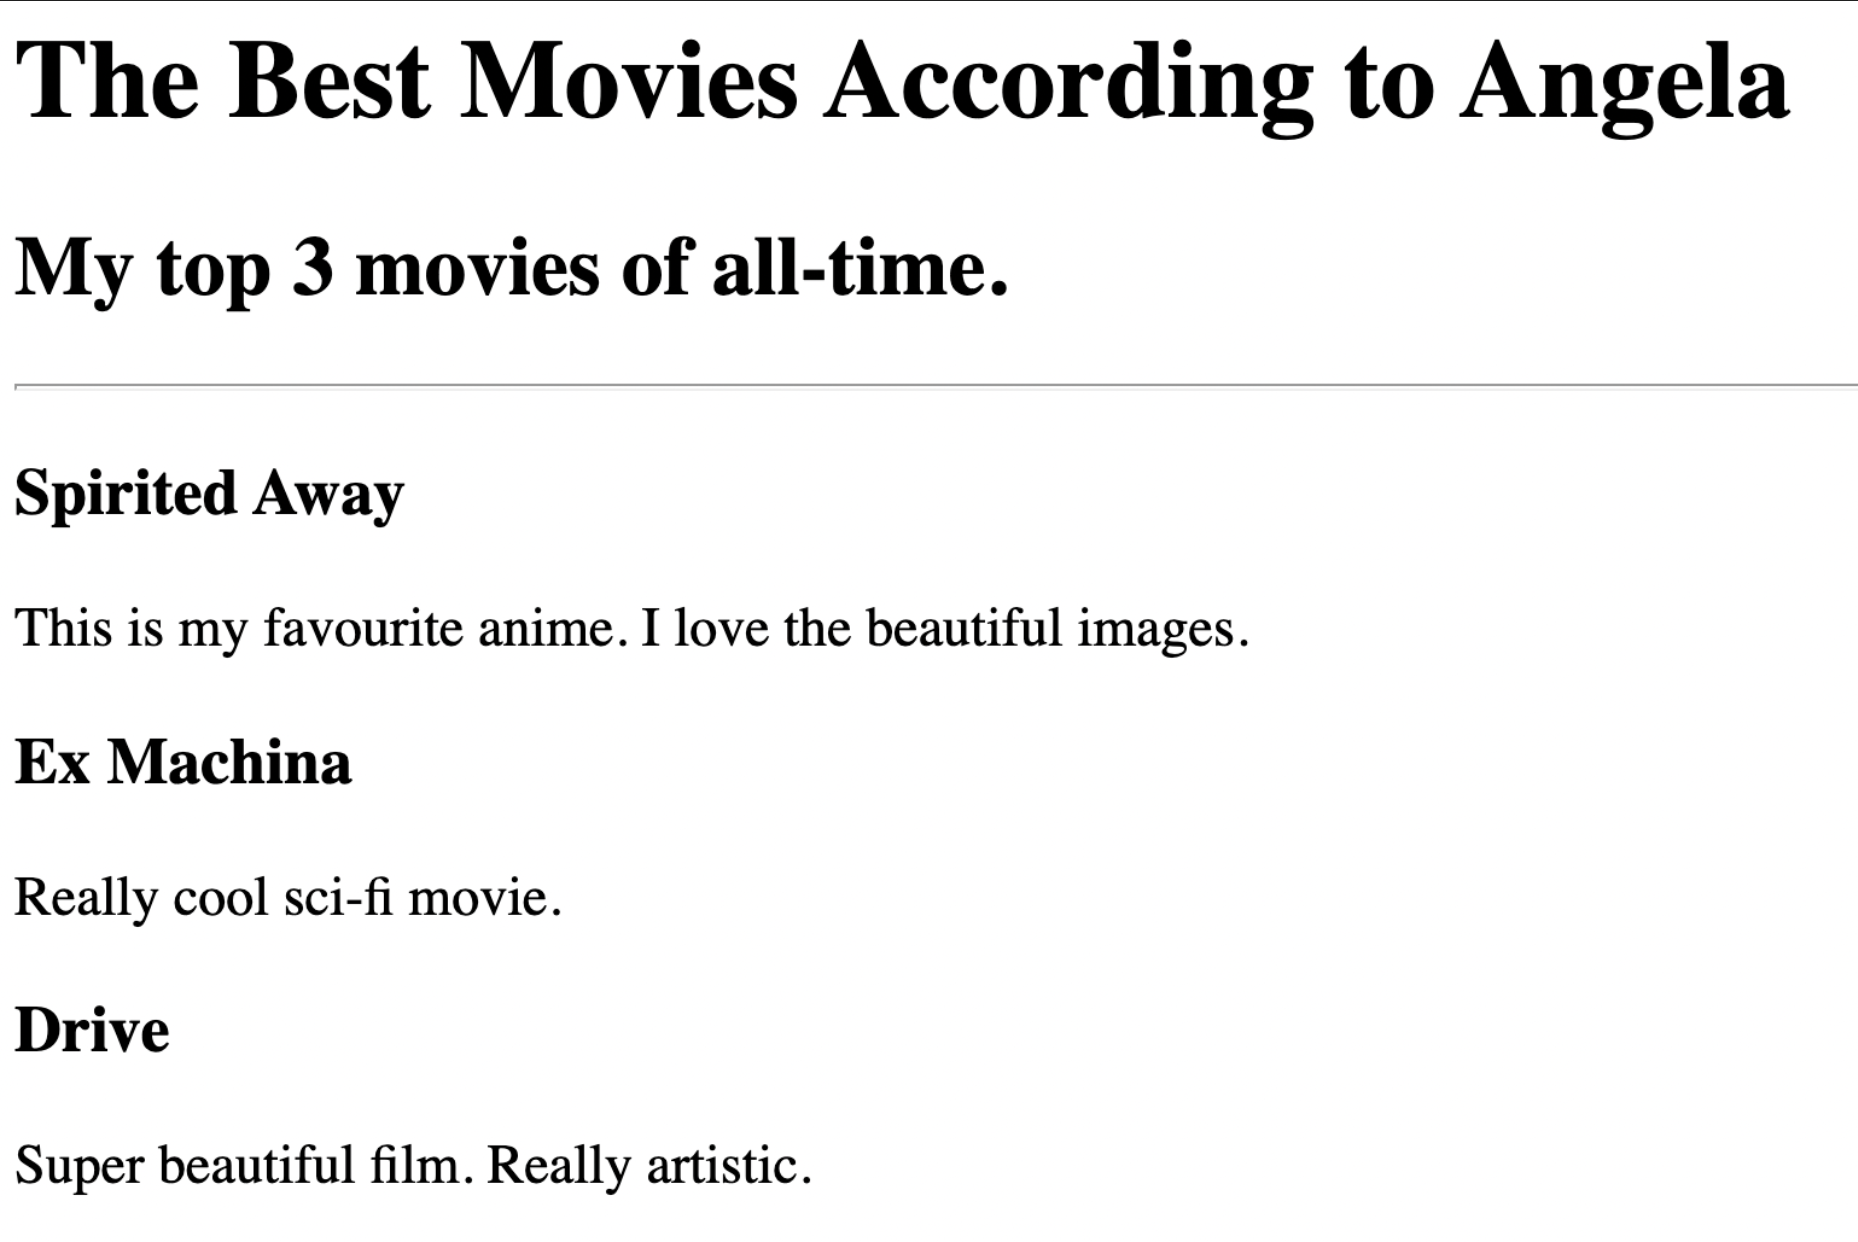 The Best Movies According to Angela
My top 3 movies of all-time.
Spirited Away
This is my favourite anime. I love the beautiful images.
Ex Machina
Really cool sci-fi movie.
Drive
Super beautiful film. Really artistic.